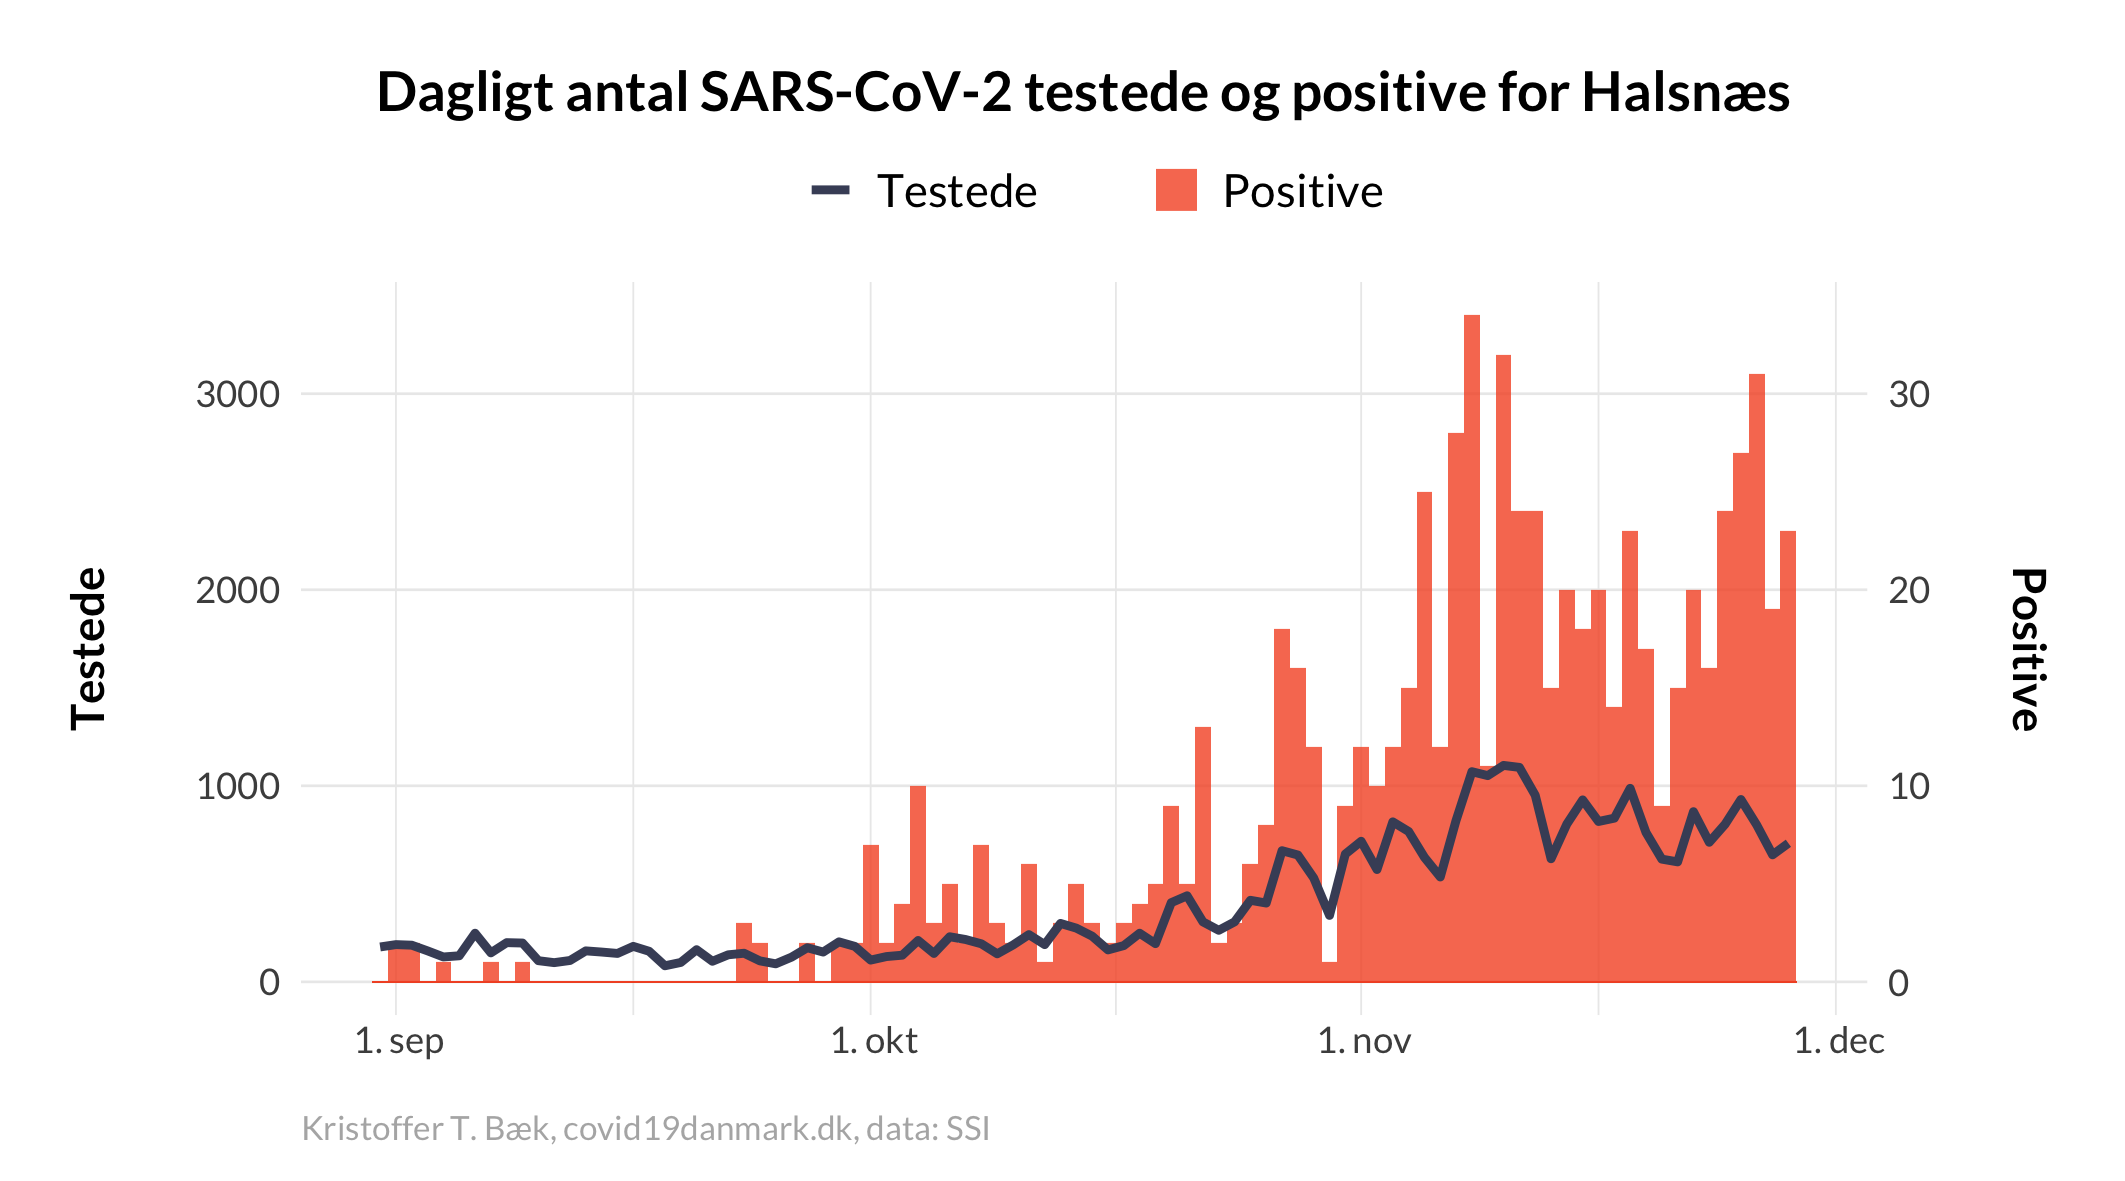 Dagligt antal SARS-CoV-2 testede og positive for Halsnæs
Testede
Positive
Testede
3000
2000
1000
0
30
20
10
0
Positive
1. sep
1. okt
1. nov
1. dec
Kristoffer T. Bæk, covid19danmark.dk, data: SSI